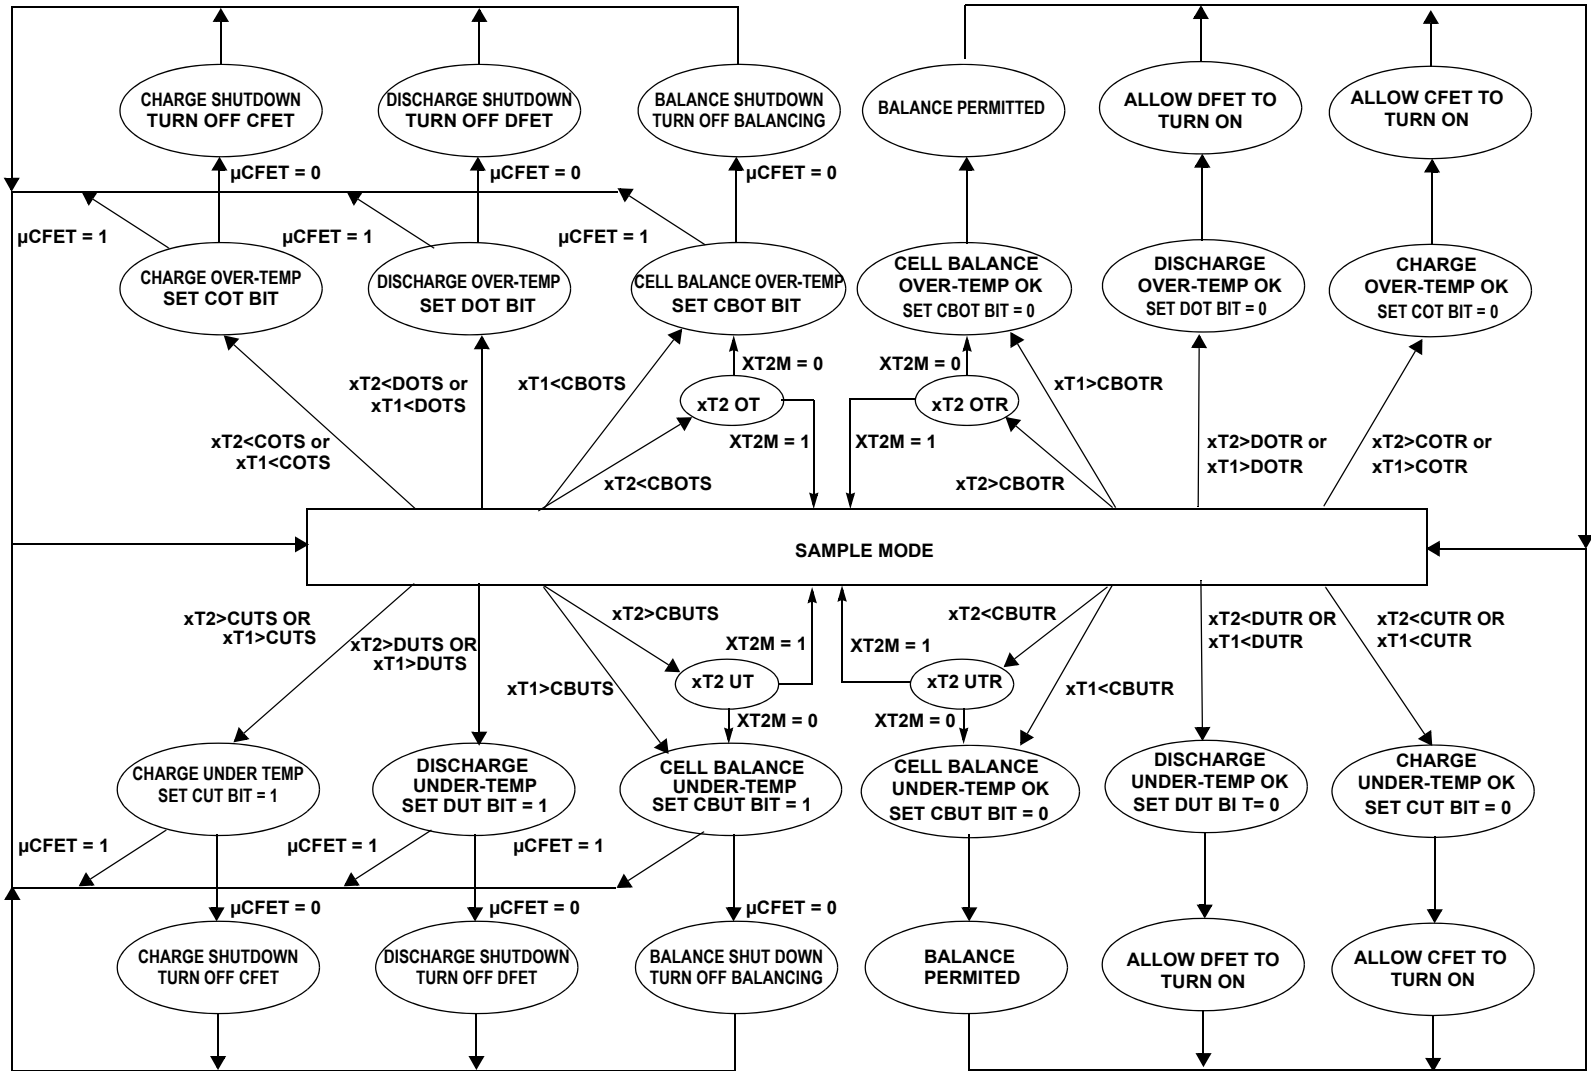 CHARGE SHUTDOWN
TURN OFF CFET
DISCHARGE SHUTDOWN
TURN OFF DFET
BALANCE SHUTDOWN
TURN OFF BALANCING
BALANCE PERMITTED
ALLOW DFET TO
TURN ON
ALLOW CFET TO
TURN ON
µCFET = 0
µCFET = 0
µCFET = 0
µCFET = 1
µCFET = 1
µCFET = 1
CHARGE OVER-TEMP
SET COT BIT
DISCHARGE OVER-TEMP
SET DOT BIT
CELL BALANCE OVER-TEMP
SET CBOT BIT
CELL BALANCE
OVER-TEMP OK
SET CBOT BIT = 0
DISCHARGE
OVER-TEMP OK
SET DOT BIT = 0
CHARGE
OVER-TEMP OK
SET COT BIT = 0
xT2<COTS or
xT1<COTS
xT2<DOTS or
xT1<DOTS
xT1<CBOTS
XT2M = 0
xT2 OT
XT2M = 1
xT2<CBOTS
XT2M = 0
xT2 OTR
XT2M = 1
xT1>CBOTR
xT2>CBOTR
xT2>DOTR or
xT1>DOTR
xT2>COTR or
xT1>COTR
SAMPLE MODE
xT2>CUTS OR
xT1>CUTS
xT2>DUTS OR
xT1>DUTS
xT2>CBUTS
XT2M = 1
xT2 UT
xT1>CBUTS
XT2M = 0
xT2<CBUTR
XT2M = 1
xT2 UTR
xT1<CBUTR
XT2M = 0
xT2<DUTR OR
xT1<DUTR
xT2<CUTR OR
xT1<CUTR
CHARGE UNDER TEMP
SET CUT BIT = 1
DISCHARGE
UNDER-TEMP
SET DUT BIT = 1
CELL BALANCE
UNDER-TEMP
SET CBUT BIT = 1
CELL BALANCE
UNDER-TEMP OK
SET CBUT BIT = 0
DISCHARGE
UNDER-TEMP OK
SET DUT BI T= 0
CHARGE
UNDER-TEMP OK
SET CUT BIT = 0
µCFET = 1
µCFET = 1
µCFET = 1
µCFET = 0
µCFET = 0
µCFET = 0
CHARGE SHUTDOWN
TURN OFF CFET
DISCHARGE SHUTDOWN
TURN OFF DFET
BALANCE SHUT DOWN
TURN OFF BALANCING
BALANCE
PERMITED
ALLOW DFET TO
TURN ON
ALLOW CFET TO
TURN ON